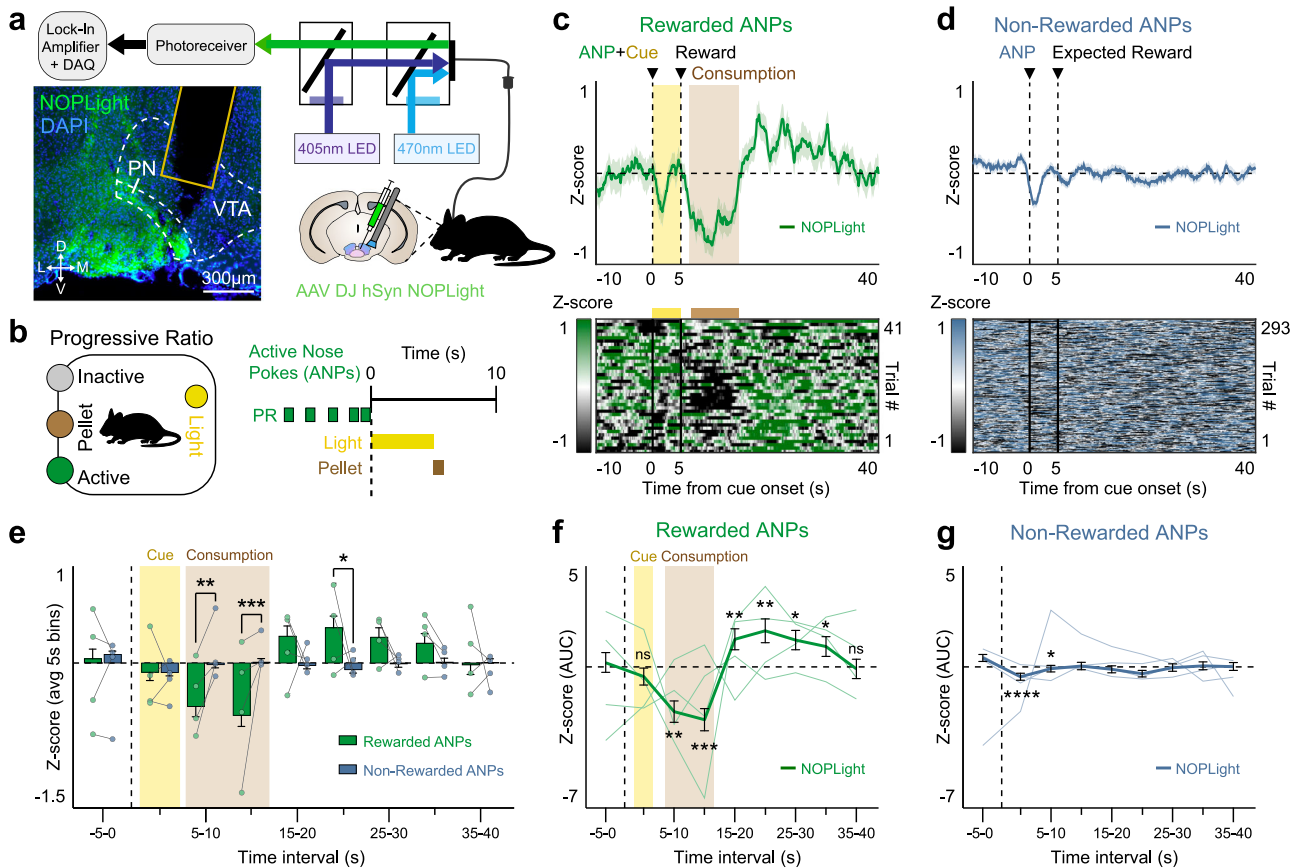 a
Lock-In
Amplifier
+ DAQ
Photoreceiver
405nm LED
470nm LED
NOPLight
DAPI
PN
VTA
D
L
M
V
300µm
AAV DJ hSyn NOPLight
b
Progressive Ratio
Inactive
Pellet
Active
Light
Active Nose
Pokes (ANPs)
Time (s)
0
10
PR
Light
Pellet
c
Rewarded ANPs
ANP+Cue
Reward
Consumption
1
Z-score
-1
NOPLight
-10
0
5
40
Z-score
1
-1
41
Trial #
1
-10
0
5
40
Time from cue onset (s)
d
Non-Rewarded ANPs
ANP
Expected Reward
1
Z-score
-1
NOPLight
-10
0
5
40
Z-score
1
-1
293
Trial #
1
-10
0
5
40
Time from cue onset (s)
e
Cue
Consumption
1
Z-score (avg 5s bins)
-1.5
**
***
*
Rewarded ANPs
Non-Rewarded ANPs
-5-0
5-10
15-20
25-30
35-40
Time interval (s)
f
Rewarded ANPs
Cue
Consumption
5
Z-score (AUC)
-7
ns
**
***
**
**
*
*
ns
NOPLight
-5-0
5-10
15-20
25-30
35-40
Time interval (s)
g
Non-Rewarded ANPs
5
Z-score (AUC)
-7
****
*
NOPLight
-5-0
5-10
15-20
25-30
35-40
Time interval (s)